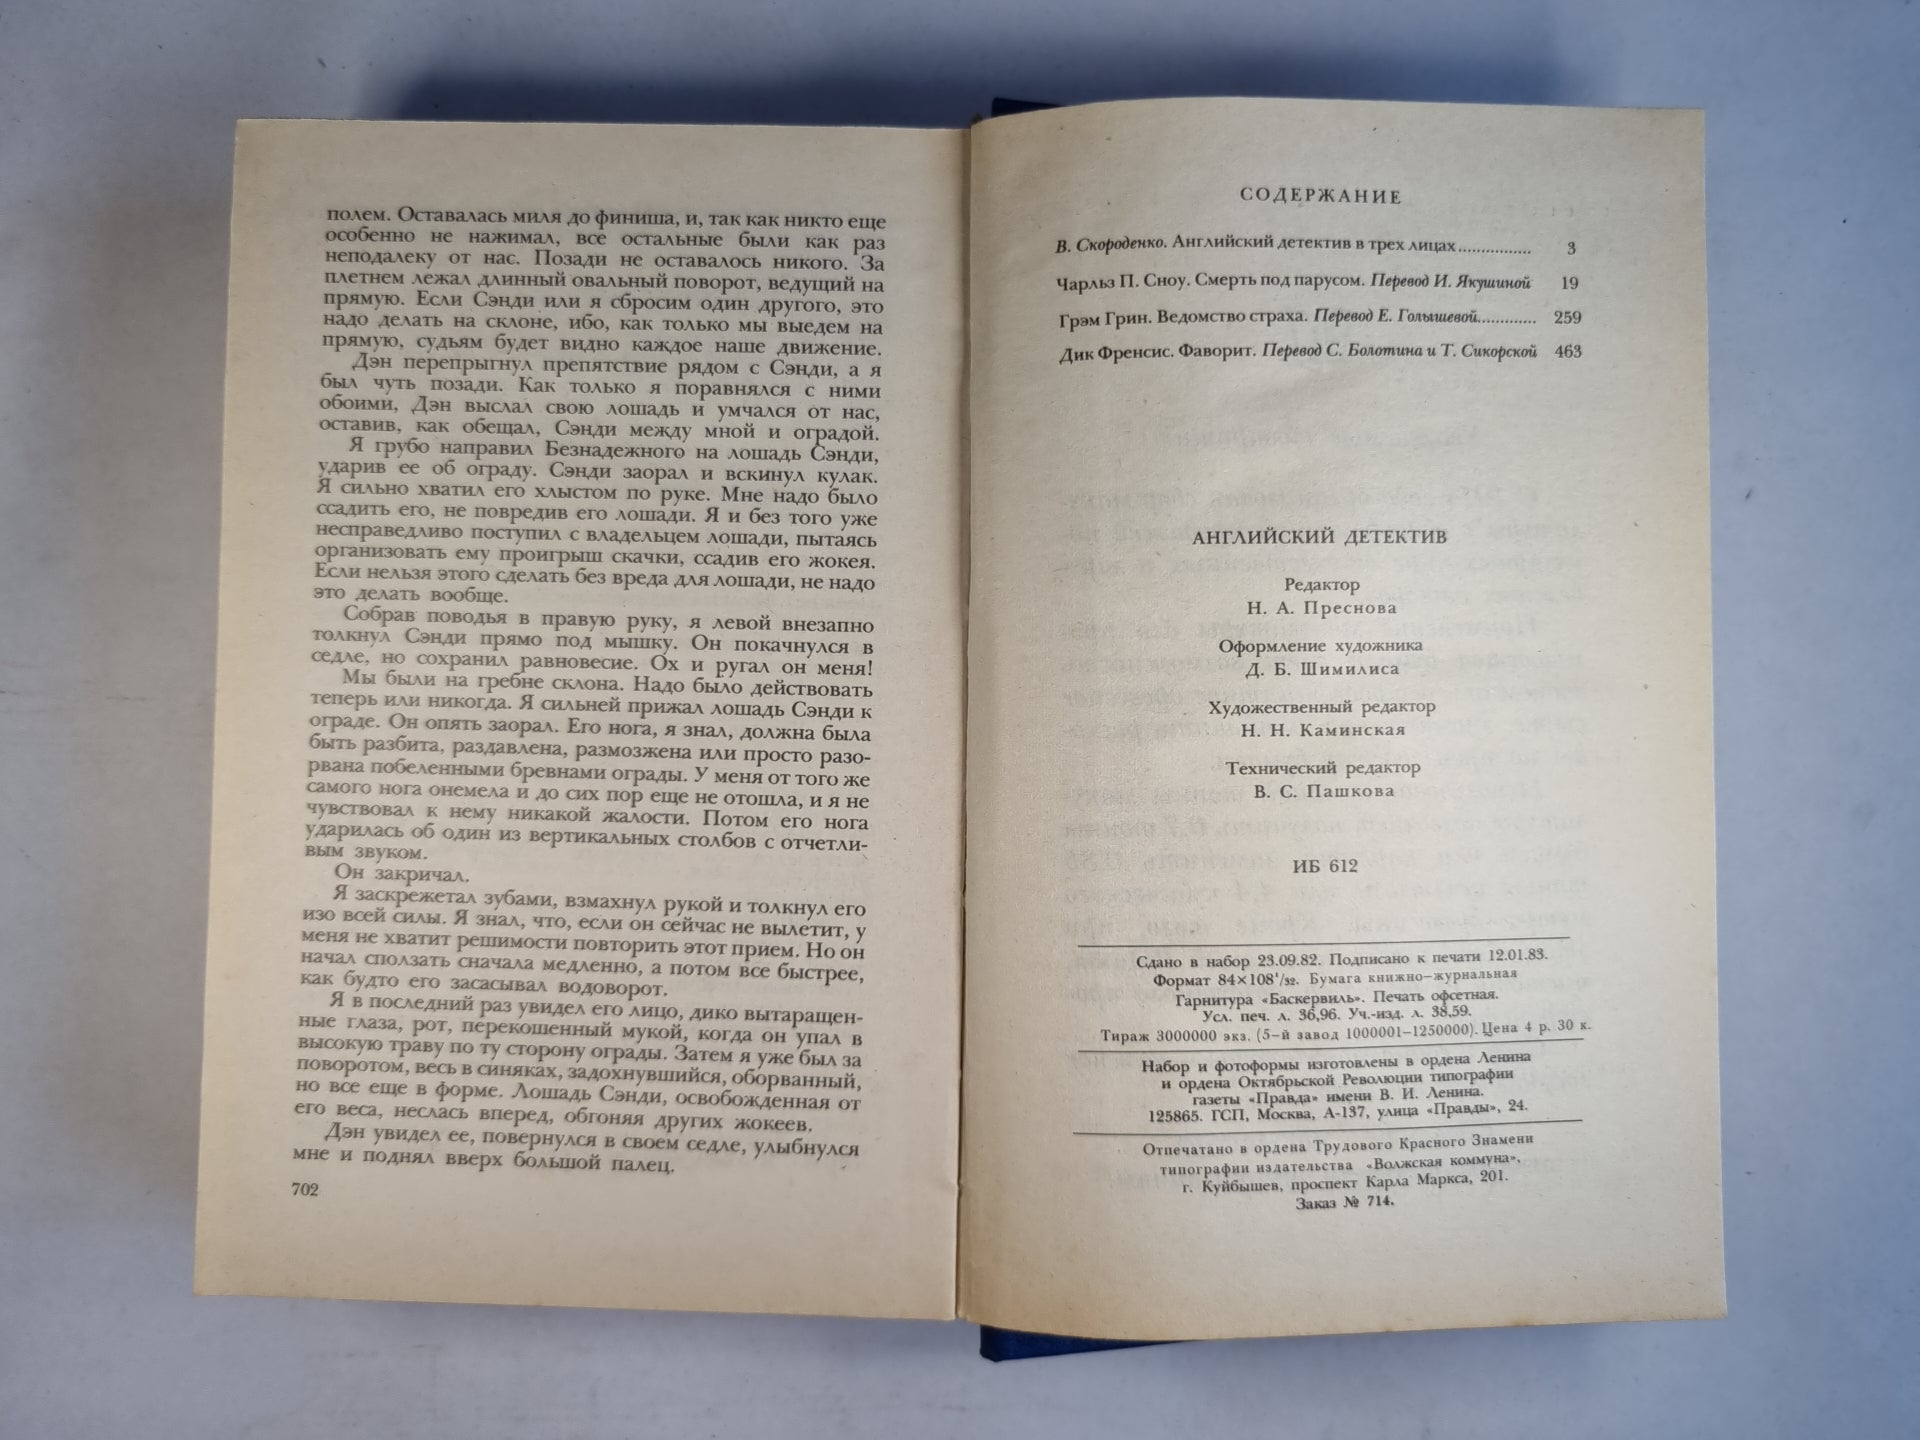 полем. Оставалась миля до финиша, и, так как никто еще
особенно не нажимал, все остальные были как раз
неподалеку от нас. Позади не оставалось никого. За
плетнем лежал длинный овальный поворот, ведущий на
прямую. Если Сэнди или я сбросим один другого, это
надо делать на склоне, ибо, как только мы выедем на
прямую, судьям будет видно каждое наше движение.
Дэн перепрыгнул препятствие рядом с Сэнди, а я
был чуть позади. Как только я поравнялся с ними
обоими, Дэн выслал свою лошадь и умчался от нас,
оставив, как обещал, Сэнди между мной и оградой.
Я грубо направил Безнадежного на лошадь Сэнди,
ударив ее об ограду. Сэнди заорал и вскинул кулак.
Я сильно хватил его хлыстом по руке. Мне надо было
ссадить его, не повредив его лошади. Я и без того уже
несправедливо поступил с владельцем лошади, пытаясь
организовать ему проигрыш скачки, ссадив его жокея.
Если нельзя этого сделать без вреда для лошади, не надо
это делать вообще.
Собрав поводья в правую руку, я левой внезапно
толкнул Сэнди прямо под мышку. Он покачнулся в
седле, но сохранил равновесие. Ох и ругал он меня!
Мы были на гребне склона. Надо было действовать
теперь или никогда. Я сильней прижал лошадь Сэнди к
ограде. Он опять заорал. Его нога, я знал, должна была
быть разбита, раздавлена, размозжена или просто разо-
рвана побеленными бревнами ограды. У меня от того же
самого нога онемела и до сих пор еще не отошла, и я не
чувствовал к нему никакой жалости. Потом его нога
ударилась об один из вертикальных столбов с отчетли-
вым звуком.
Он закричал.
Я заскрежетал зубами, взмахнул рукой и толкнул его
изо всей силы. Я знал, что, если он сейчас не вылетит, у
меня не хватит решимости повторить этот прием. Но он
начал сползать сначала медленно, а потом все быстрее,
как будто его засасывал водоворот.
Я в последний раз увидел его лицо, дико вытаращен-
ные глаза, рот, перекошенный мукой, когда он упал в
высокую траву по ту сторону ограды. Затем я уже был за
поворотом, весь в синяках, задохнувшийся, оборванный,
но все еще в форме. Лошадь Сэнди, освобожденная от
его веса, неслась вперед, обгоняя других жокеев.
Дэн увидел ее, повернулся в своем седле, улыбнулся
мне и поднял вверх большой палец.
702
СОДЕРЖАНИЕ
В. Скороденко. Английский детектив в трех лицах............... 3
Чарльз П. Сноу. Смерть под парусом. Перевод И. Якушиной 19
Грэм Грин. Ведомство страха. Перевод Е. Голышевой............ 259
Дик Френсис. Фаворит. Перевод С. Болотина и Т. Сикорской 463
АНГЛИЙСКИЙ ДЕТЕКТИВ
Редактор
Н. А. Преснова
Оформление художника
Д. Б. Шимилиса
Художественный редактор
Н. Н. Каминская
Технический редактор
В. С. Пашкова
ИБ 612
Сдано в набор 23.09.82. Подписано к печати 12.01.83.
Формат 84×108¹/₃₂. Бумага книжно-журнальная
Гарнитура «Баскервиль». Печать офсетная.
Усл. печ. л. 36,96. Уч.-изд. л. 38,59.
Тираж 3000000 экз. (5-й завод 1000001–1250000). Цена 4 р. 30 к.
Набор и фотоформы изготовлены в ордена Ленина
и ордена Октябрьской Революции типографии
газеты «Правда» имени В. И. Ленина.
125865. ГСП, Москва, А-137, улица «Правды», 24.
Отпечатано в ордена Трудового Красного Знамени
типографии издательства «Волжская коммуна».
г. Куйбышев, проспект Карла Маркса, 201.
Заказ № 714.